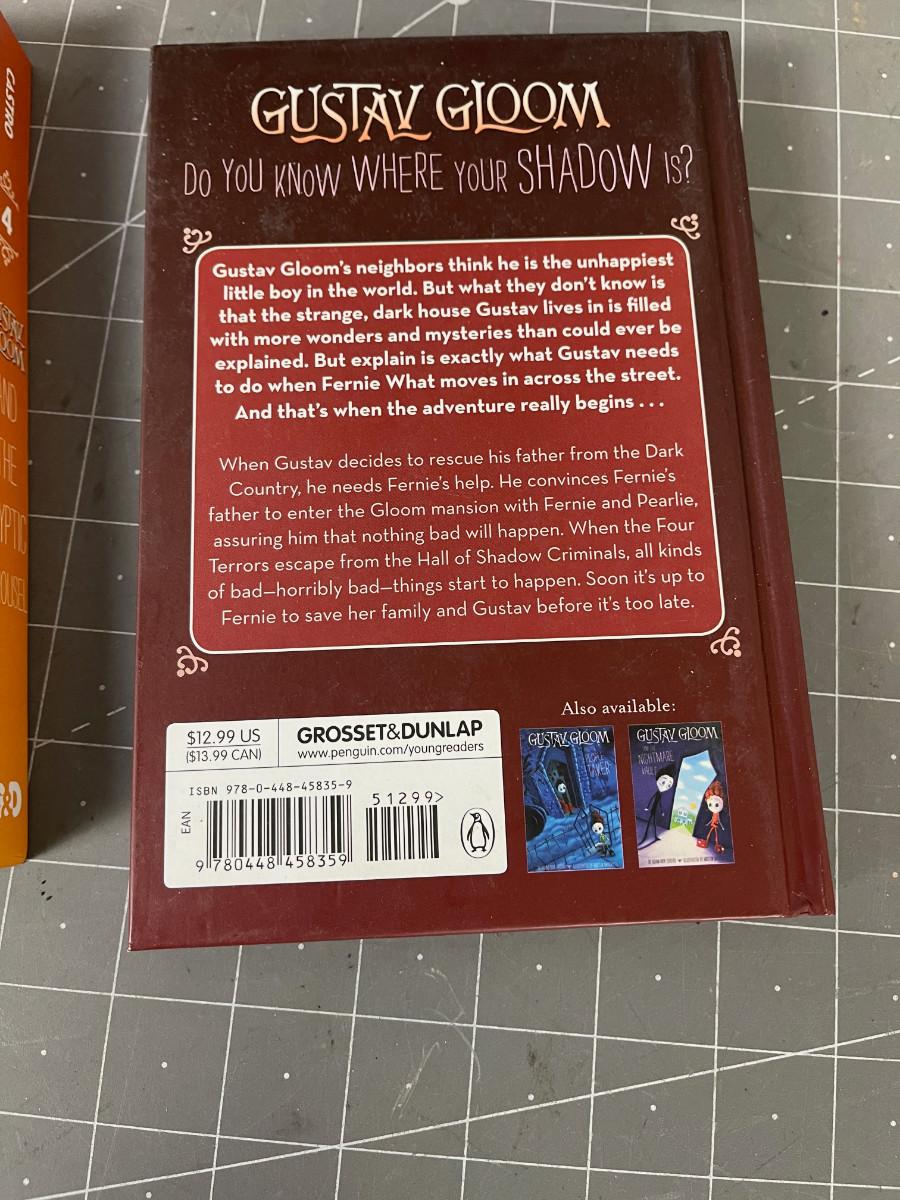 GUSTAV GLOOM
DO YOU KNOW WHERE YOUR SHADOW IS?
Gustav Gloom's neighbors think he is the unhappiest
little boy in the world. But what they don't know is
that the strange, dark house Gustav lives in is filled
with more wonders and mysteries than could ever be
explained. But explain is exactly what Gustav needs
to do when Fernie What moves in across the street.
And that's when the adventure really begins . . .
When Gustav decides to rescue his father from the Dark
Country, he needs Fernie's help. He convinces Fernie's
father to enter the Gloom mansion with Fernie and Pearlie,
assuring him that nothing bad will happen. When the Four
Terrors escape from the Hall of Shadow Criminals, all kinds
of bad—horribly bad—things start to happen. Soon it's up to
Fernie to save her family and Gustav before it's too late.
$12.99 US
($13.99 CAN)
GROSSET&DUNLAP
www.penguin.com/youngreaders
ISBN 978-0-448-45835-9
51299>
EAN
9 780448 458359
Also available:
GUSTAV GLOOM
GUSTAV GLOOM
NIGHTMARE
VAULT
CASTRO
4
AND